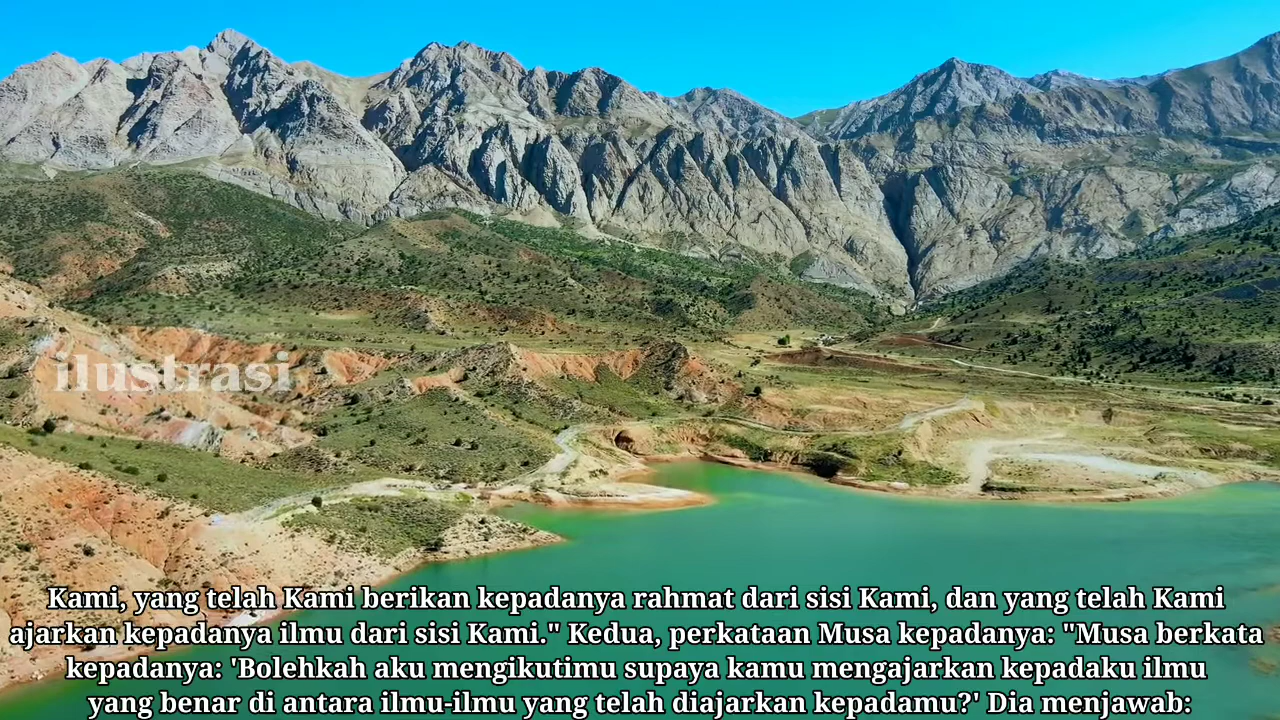 ilustrasi
Kami, yang telah Kami berikan kepadanya rahmat dari sisi Kami, dan yang telah Kami
ajarkan kepadanya ilmu dari sisi Kami." Kedua, perkataan Musa kepadanya: "Musa berkata
kepadanya: 'Bolehkah aku mengikutimu supaya kamu mengajarkan kepadaku ilmu
yang benar di antara ilmu-ilmu yang telah diajarkan kepadamu?' Dia menjawab: